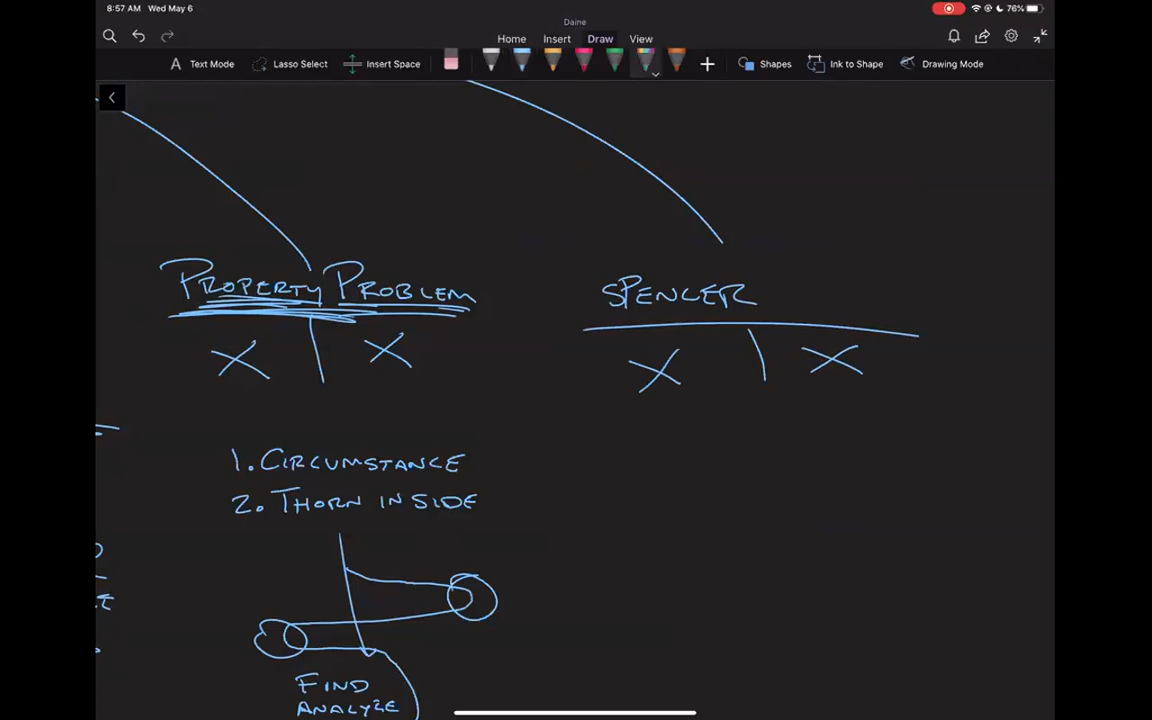 8:57 AM Wed May 6
76%
Daine
Home Insert Draw View
Text Mode Lasso Select Insert Space Shapes Ink to Shape Drawing Mode
PROPERTY PROBLEM
SPENCER
X X
X X
1. CIRCUMSTANCE
2. THORN IN SIDE
FIND
ANALYZE